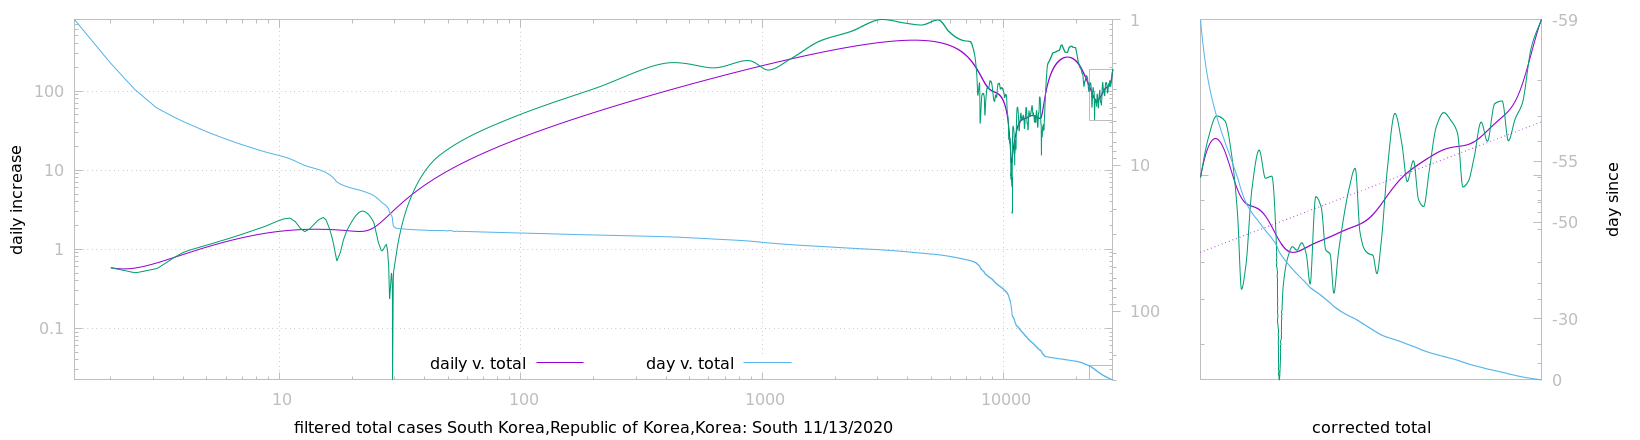 1
-59
100
10
10
-55
-50
1
0.1
100
-30
0
daily increase
day since
daily v. total
day v. total
10
100
1000
10000
filtered total cases South Korea,Republic of Korea,Korea: South 11/13/2020
corrected total